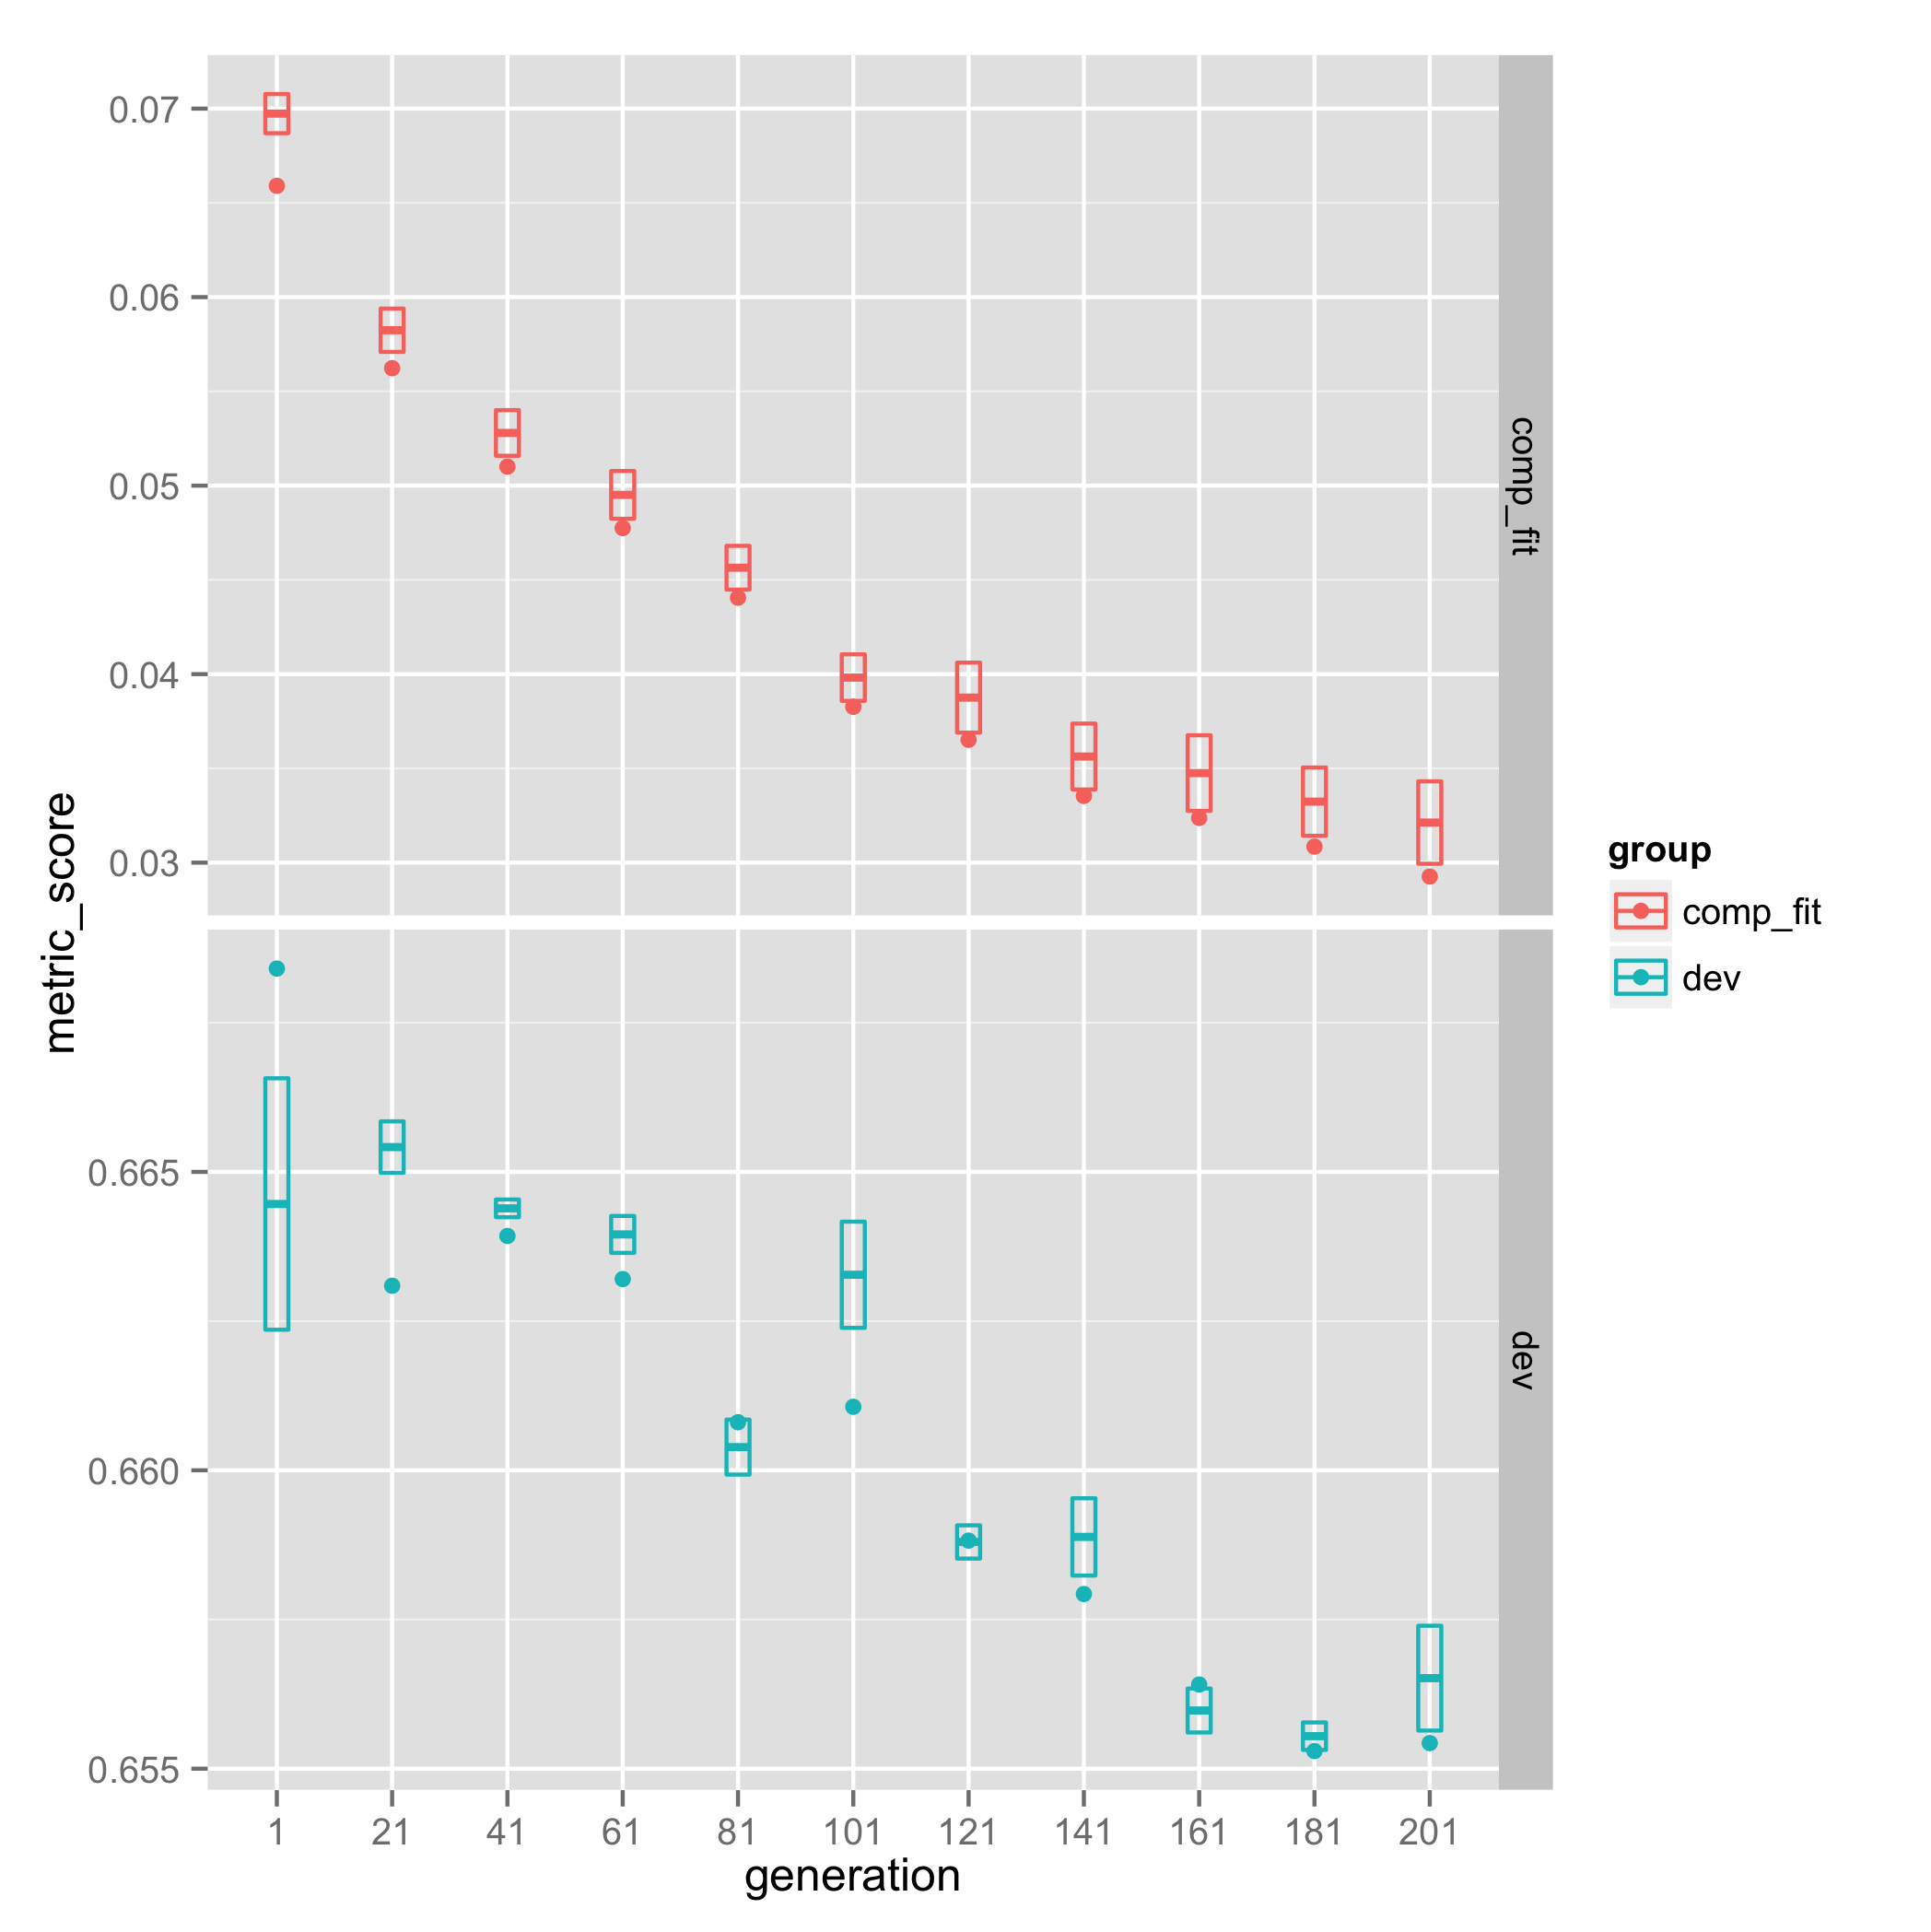 metric_score
0.07
0.06
0.05
0.04
0.03
comp_fit
0.665
0.660
0.655
dev
1 21 41 61 81 101 121 141 161 181 201
generation
group
comp_fit
dev